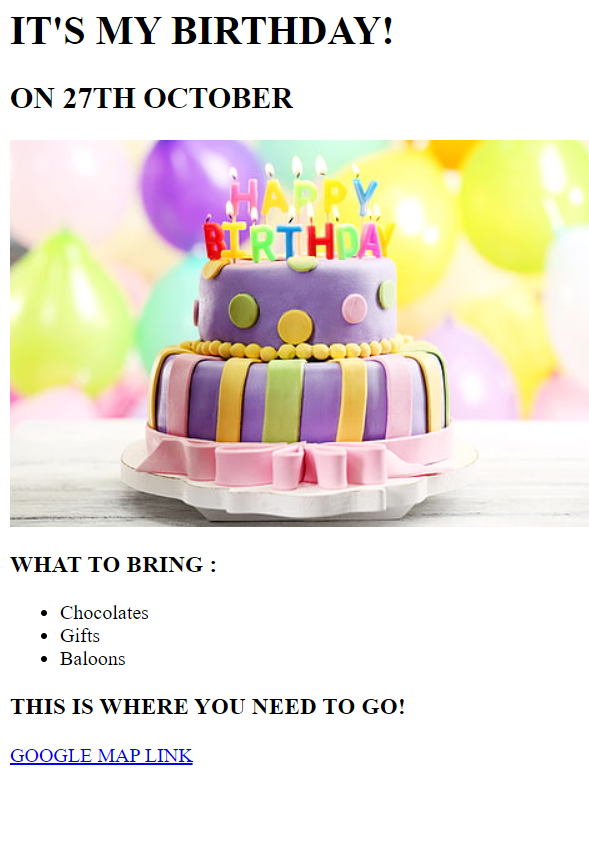 IT'S MY BIRTHDAY!
ON 27TH OCTOBER
HAPPY
BIRTHDAY
WHAT TO BRING :
Chocolates
Gifts
Baloons
THIS IS WHERE YOU NEED TO GO!
GOOGLE MAP LINK